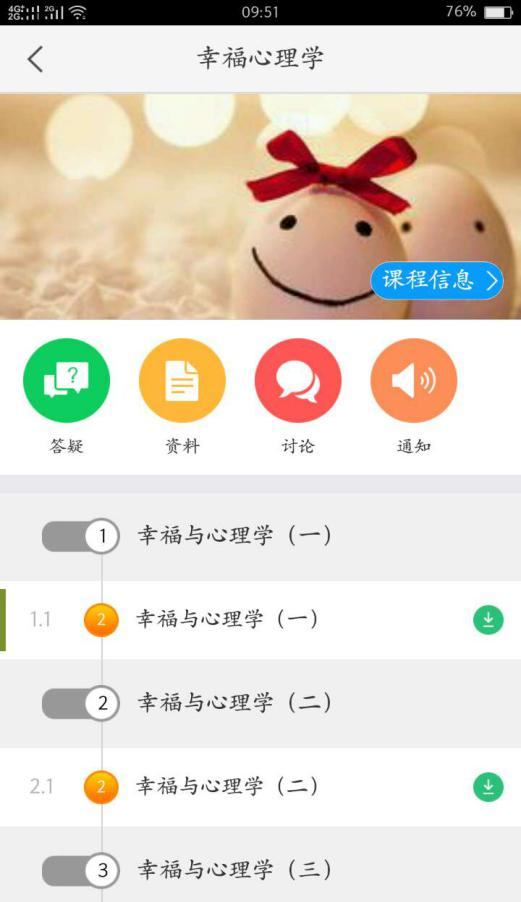 4G 2G 2G 09:51 76%
幸福心理学
课程信息
?
答疑 资料 讨论 通知
1 幸福与心理学（一）
1.1 2 幸福与心理学（一）
2 幸福与心理学（二）
2.1 2 幸福与心理学（二）
3 幸福与心理学（三）